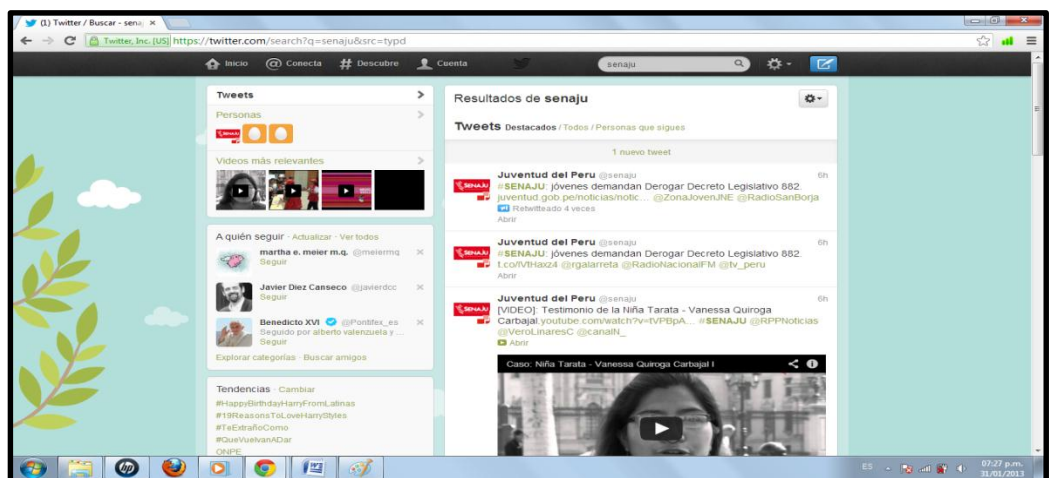 (1) Twitter / Buscar - senaj
Twitter, Inc. [US] https://twitter.com/search?q=senaju&src=typd
Inicio @ Conecta # Descubre Cuenta senaju
Tweets
Personas
Videos más relevantes
A quién seguir · Actualizar · Ver todos
martha e. meier m.q. @meiermq
Seguir
Javier Diez Canseco @javierdcc
Seguir
Benedicto XVI @Pontifex_es
Seguido por alberto valenzuela y ...
Seguir
Explorar categorías · Buscar amigos
Tendencias · Cambiar
#HappyBirthdayHarryFromLatinas
#19ReasonsToLoveHarryStyles
#TeExtrañoComo
#QueVuelvanADar
ONPE
Resultados de senaju
Tweets Destacados / Todos / Personas que sigues
1 nuevo tweet
Juventud del Peru @senaju 6h
#SENAJU: jóvenes demandan Derogar Decreto Legislativo 882.
juventud.gob.pe/noticias/notic... @ZonaJovenJNE @RadioSanBorja
Retwitteado 4 veces
Abrir
Juventud del Peru @senaju 6h
#SENAJU: jóvenes demandan Derogar Decreto Legislativo 882.
t.co/IVtHaxz4 @rgalarreta @RadioNacionalFM @tv_peru
Abrir
Juventud del Peru @senaju 6h
[VIDEO]: Testimonio de la Niña Tarata - Vanessa Quiroga
Carbajal.youtube.com/watch?v=tVPBpA... #SENAJU @RPPNoticias
@VeroLinaresC @canalN_
Abrir
Caso: Niña Tarata - Vanessa Quiroga Carbajal I
ES 07:27 p.m.
31/01/2013